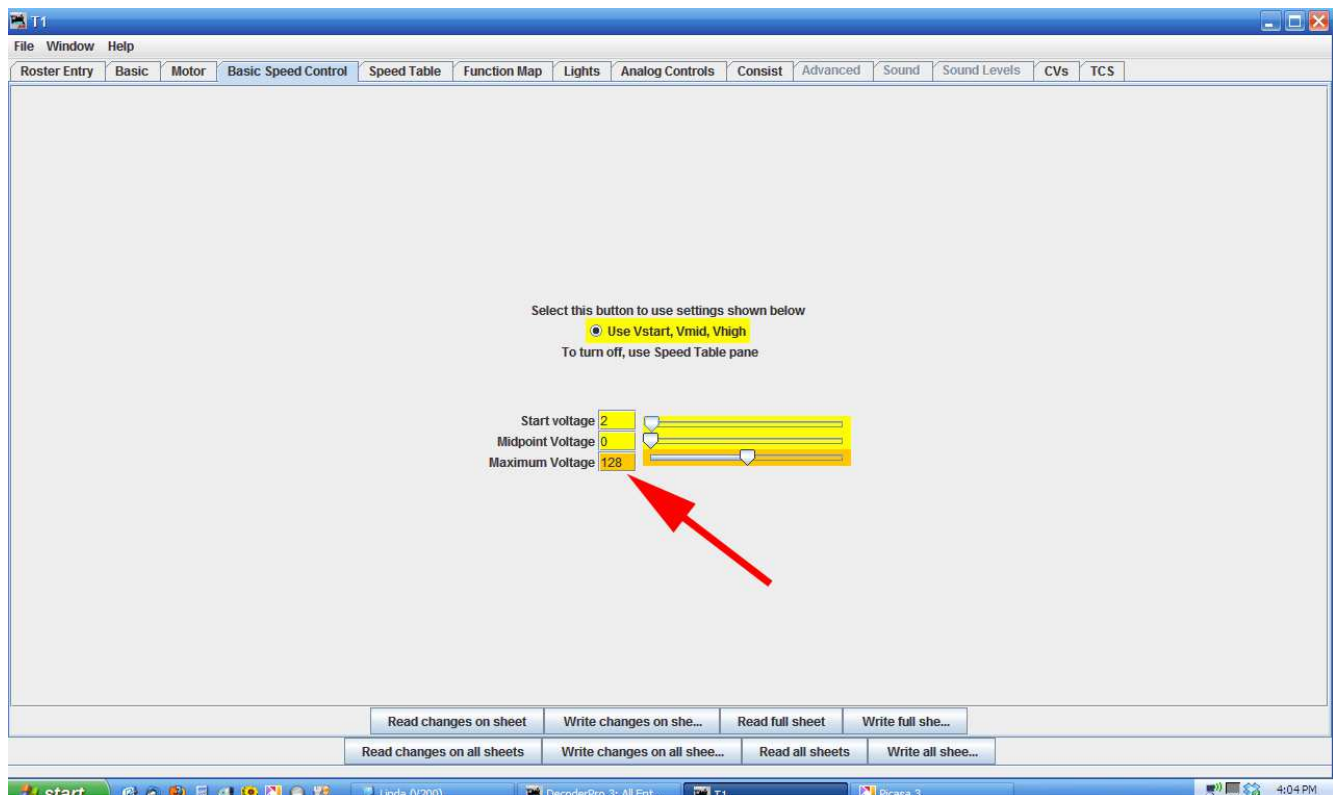 T1
File Window Help
Roster Entry Basic Motor Basic Speed Control Speed Table Function Map Lights Analog Controls Consist Advanced Sound Sound Levels CVs TCS
Select this button to use settings shown below
Use Vstart, Vmid, Vhigh
To turn off, use Speed Table pane
Start voltage 2
Midpoint Voltage 0
Maximum Voltage 128
Read changes on sheet Write changes on she... Read full sheet Write full she...
Read changes on all sheets Write changes on all shee... Read all sheets Write all shee...
start Linda 0/200) DecoderPro 3: All Ent... T1 Picasa 3 4:04 PM